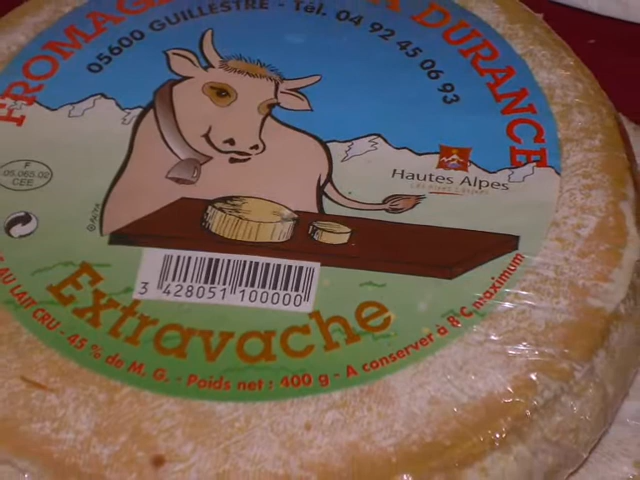 FROMAG
DURANCE
05600 GUILLESTRE - Tél. 04 92 45 06 93
F
05.065.02
CEE
Hautes Alpes
3 428051 100000
Extravache
AU LAIT CRU - 45 % de M. G. - Poids net : 400 g - A conserver à 8°C maximum